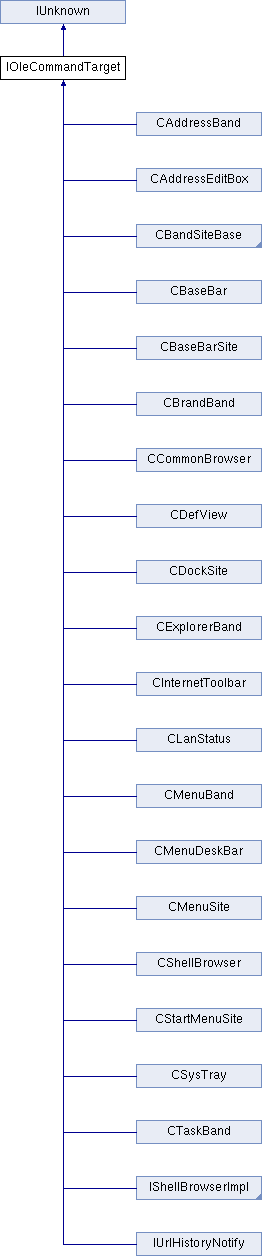 IUnknown
IOleCommandTarget
CAddressBand
CAddressEditBox
CBandSiteBase
CBaseBar
CBaseBarSite
CBrandBand
CCommonBrowser
CDefView
CDockSite
CExplorerBand
CInternetToolbar
CLanStatus
CMenuBand
CMenuDeskBar
CMenuSite
CShellBrowser
CStartMenuSite
CSysTray
CTaskBand
IShellBrowserImpl
IUrlHistoryNotify